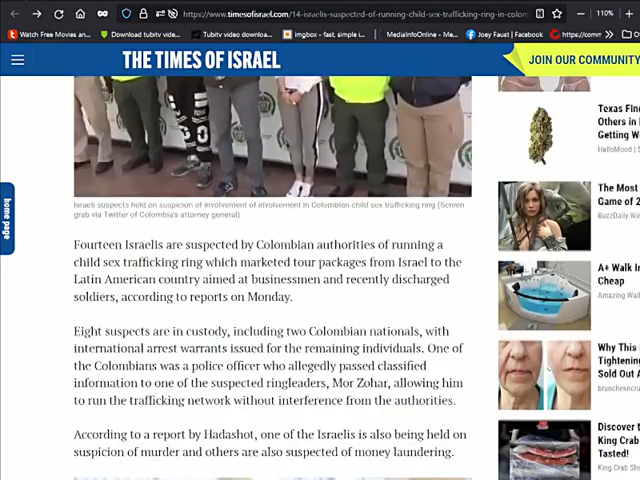 https://www.timesofisrael.com/14-israelis-suspected-of-running-child-sex-trafficking-ring-in-colom
110%
Watch Free Movies an
Download tubitv vide
Tubitv video downloa
imgbox - fast, simple i
MediaInfoOnline - Me
Joey Faust | Facebook
https://comm
THE TIMES OF ISRAEL
JOIN OUR COMMUNITY
home page
Israeli suspects held on suspicion of involvement of involvement in Colombian child sex trafficking ring (Screen
grab via Twitter of Colombia's attorney general)
Fourteen Israelis are suspected by Colombian authorities of running a
child sex trafficking ring which marketed tour packages from Israel to the
Latin American country aimed at businessmen and recently discharged
soldiers, according to reports on Monday.
Eight suspects are in custody, including two Colombian nationals, with
international arrest warrants issued for the remaining individuals. One of
the Colombians was a police officer who allegedly passed classified
information to one of the suspected ringleaders, Mor Zohar, allowing him
to run the trafficking network without interference from the authorities.
According to a report by Hadashot, one of the Israelis is also being held on
suspicion of murder and others are also suspected of money laundering.
Texas Fin
Others in
Getting W
HelloMood | S
The Most
Game of 2
BuzzDaily W
A+ Walk In
Cheap
Amazing Wal
Why This
Tightening
Sold Out A
brunchesncra
Discover t
King Crab
Tasted!
King Crab Sh